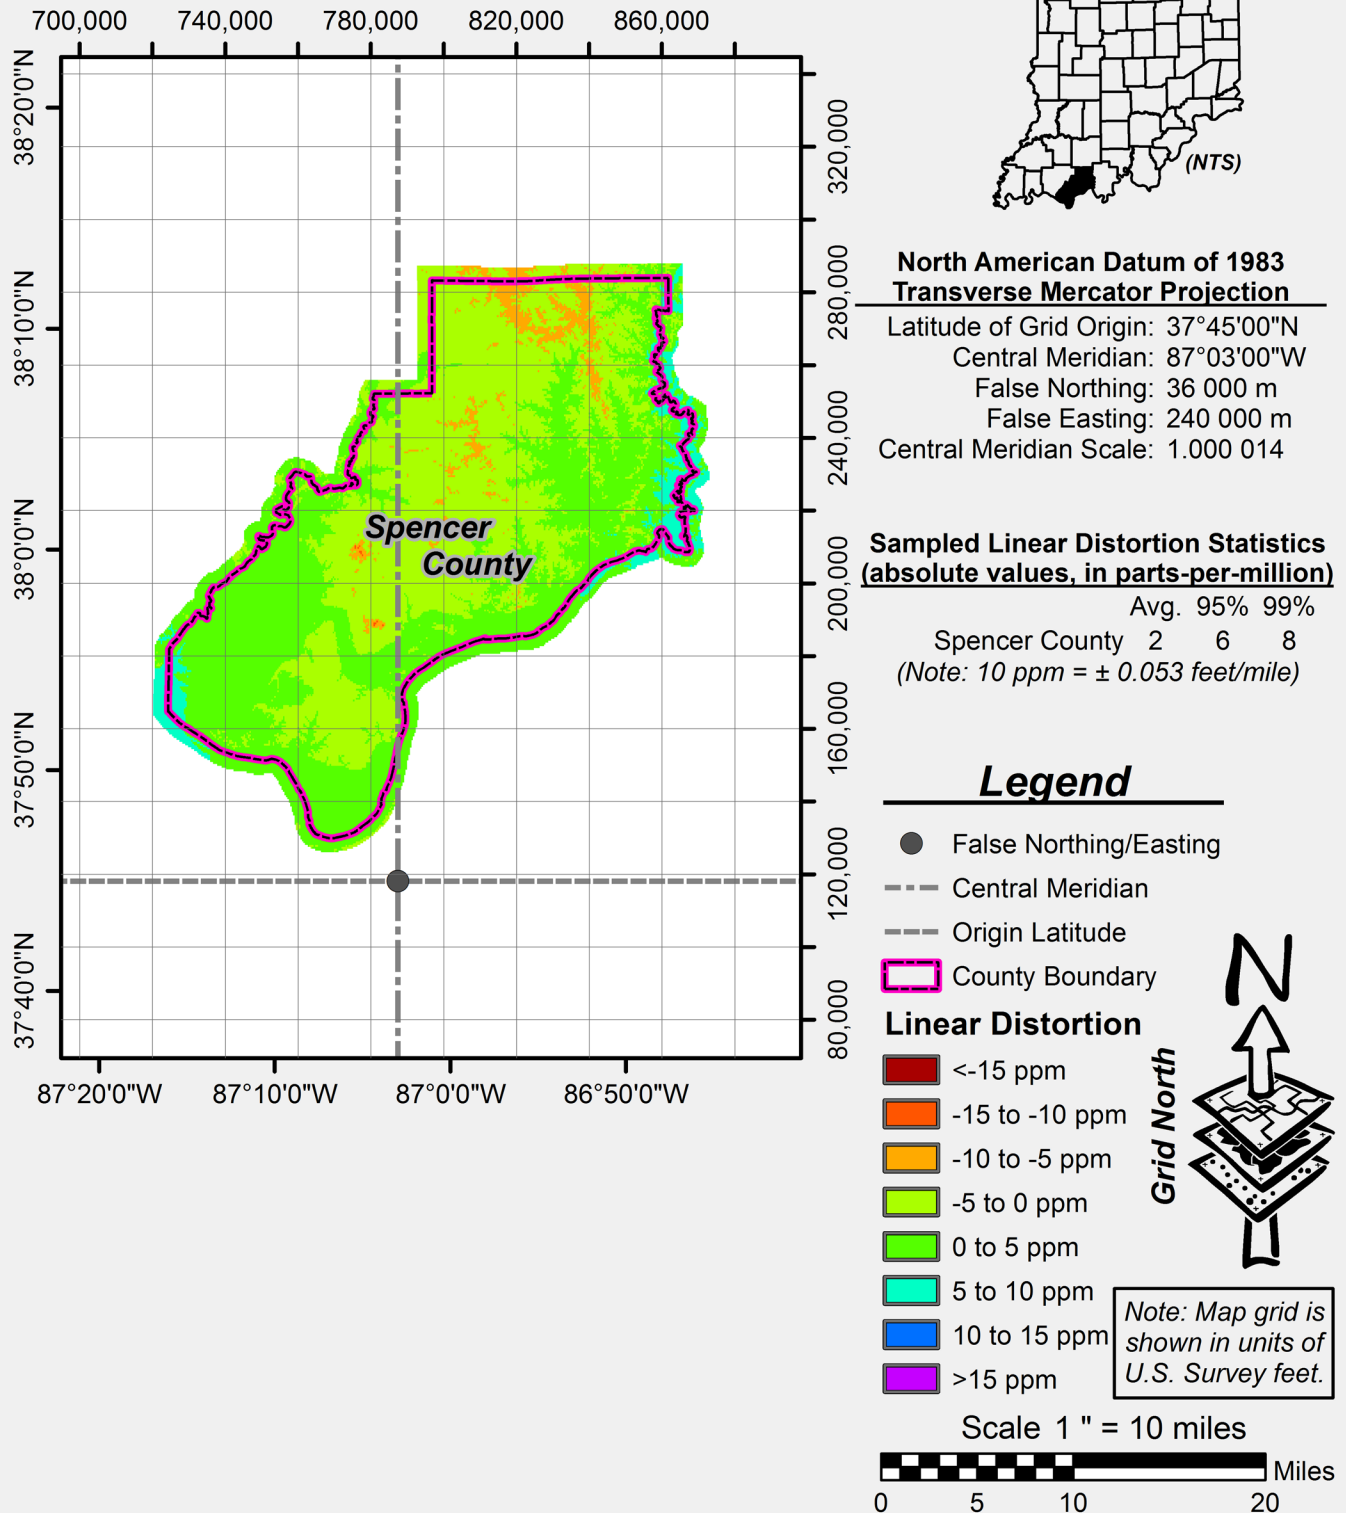 700,000 740,000 780,000 820,000 860,000
38°20'0"N
38°10'0"N
38°0'0"N
37°50'0"N
37°40'0"N
320,000
280,000
240,000
200,000
160,000
120,000
80,000
87°20'0"W 87°10'0"W 87°0'0"W 86°50'0"W
Spencer
County
(NTS)
North American Datum of 1983
Transverse Mercator Projection
Latitude of Grid Origin: 37°45'00"N
Central Meridian: 87°03'00"W
False Northing: 36 000 m
False Easting: 240 000 m
Central Meridian Scale: 1.000 014
Sampled Linear Distortion Statistics
(absolute values, in parts-per-million)
Avg. 95% 99%
Spencer County 2 6 8
(Note: 10 ppm = ± 0.053 feet/mile)
Legend
False Northing/Easting
Central Meridian
Origin Latitude
County Boundary
Linear Distortion
<-15 ppm
-15 to -10 ppm
-10 to -5 ppm
-5 to 0 ppm
0 to 5 ppm
5 to 10 ppm
10 to 15 ppm
>15 ppm
N
Grid North
Note: Map grid is
shown in units of
U.S. Survey feet.
Scale 1 " = 10 miles
Miles
0 5 10 20